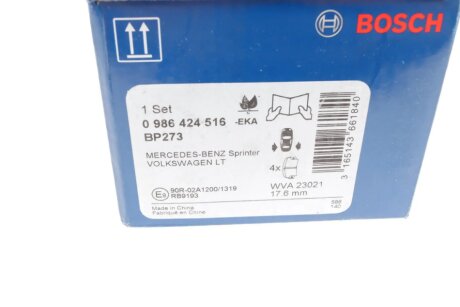 BOSCH
1 Set
0 986 424 516 -EKA
BP273
MERCEDES-BENZ Sprinter
VOLKSWAGEN LT
4x
E9 90R-02A1200/1319
RB9193
WVA 23021
17.6 mm
Made in China
Fabriqué en Chine
3 165143 661840